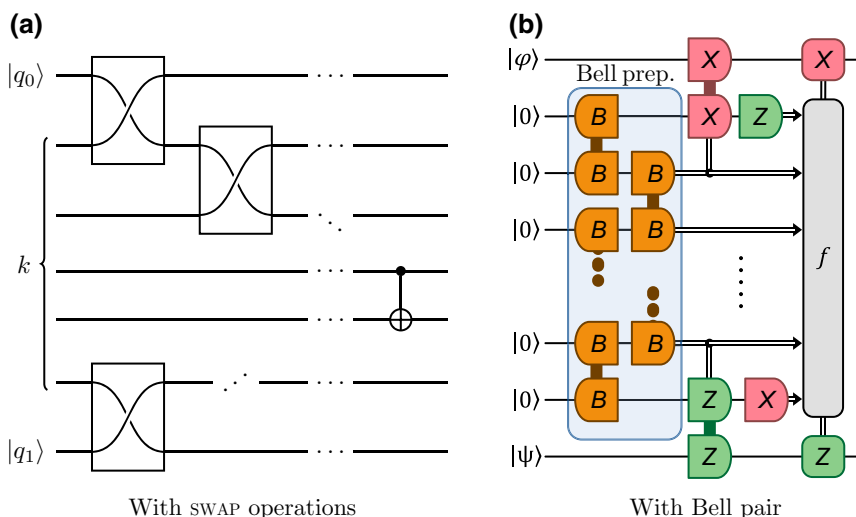 (a)
|q₀⟩
k
|q₁⟩
With SWAP operations
(b)
|φ⟩ X X
Bell prep.
|0⟩ B X Z
|0⟩ B B
|0⟩ B B
f
|0⟩ B B
|0⟩ B Z X
|ψ⟩ Z Z
With Bell pair